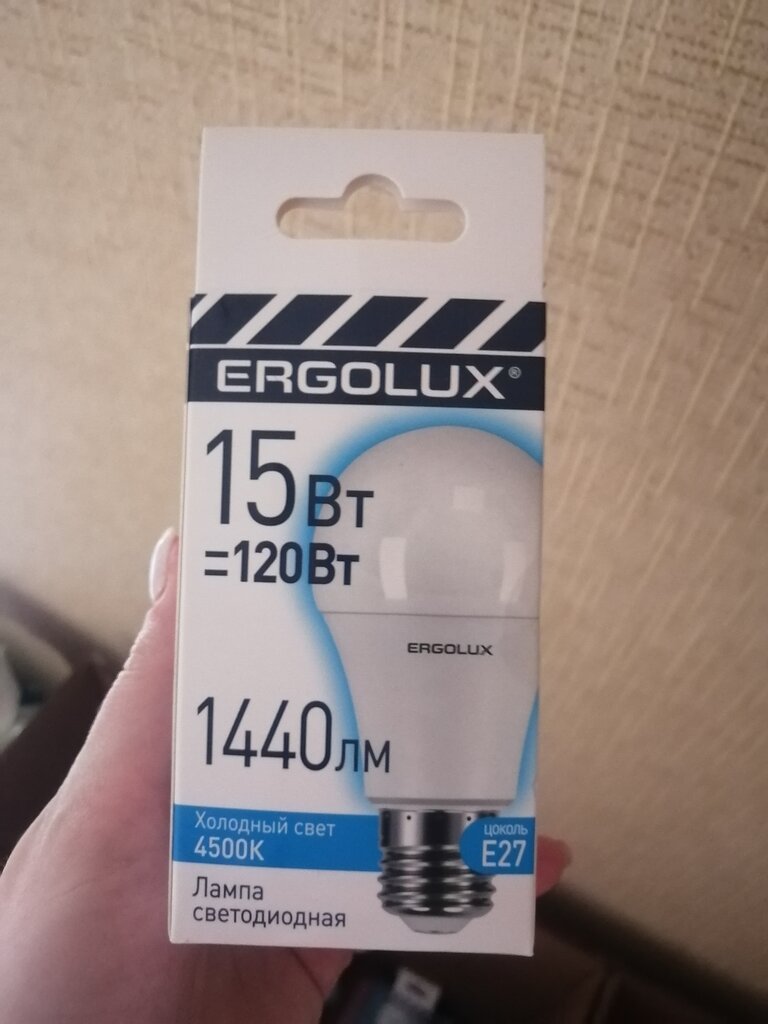 ERGOLUX®
15Вт
=120Вт
ERGOLUX
1440лм
Холодный свет
4500K
цоколь
E27
Лампа
светодиодная